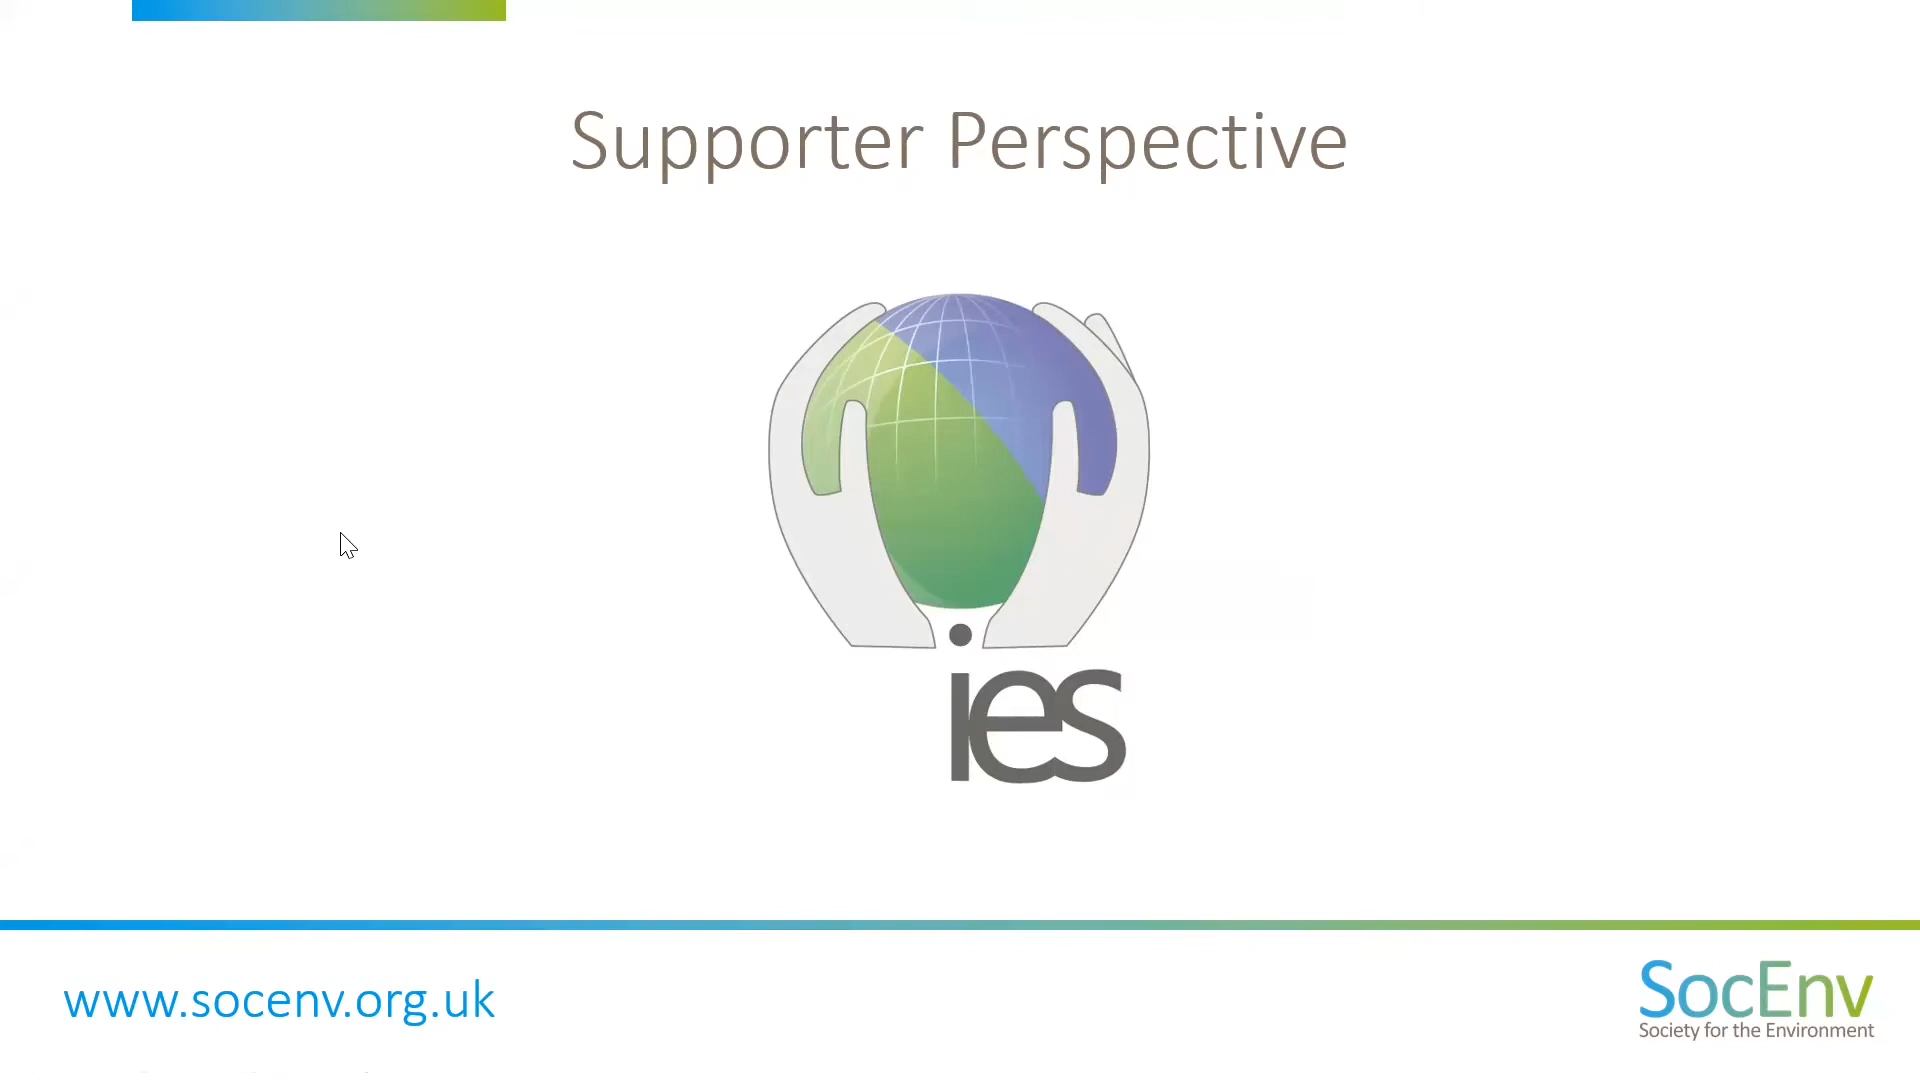 Supporter Perspective
ies
www.socenv.org.uk
SocEnv
Society for the Environment